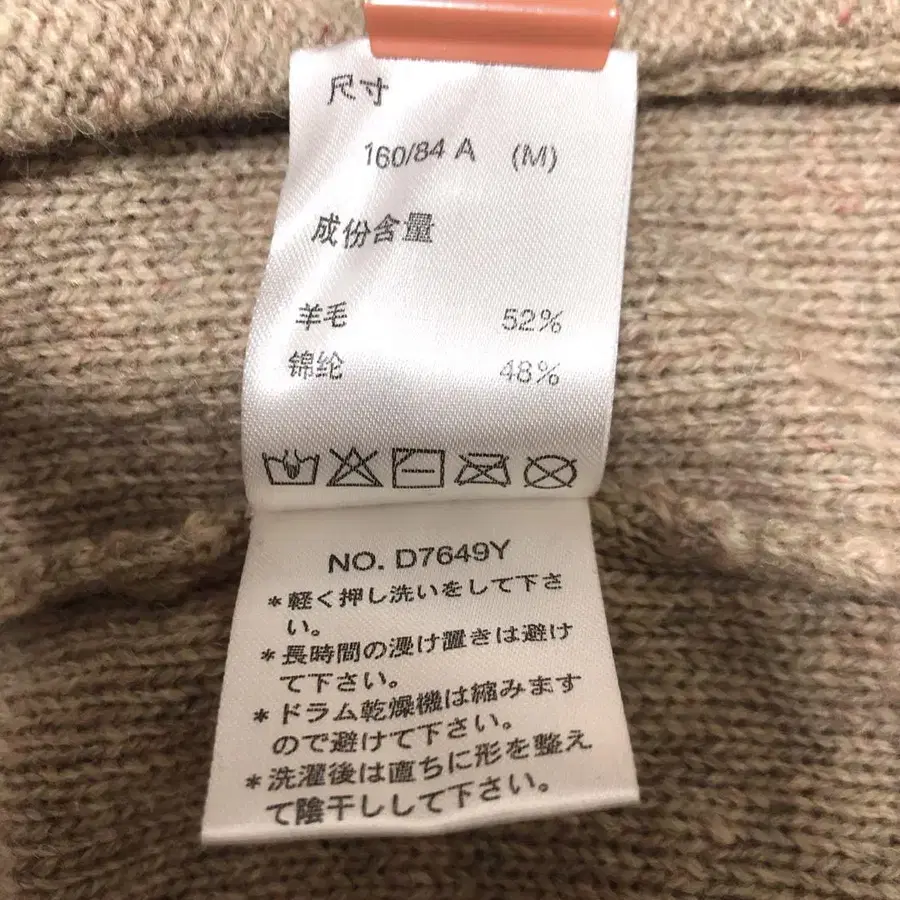 尺寸
160/84 A (M)
成份含量
羊毛 52%
锦纶 48%
NO. D7649Y
*軽く押し洗いをして下さ
い。
*長時間の浸け置きは避け
て下さい。
*ドラム乾燥機は縮みます
ので避けて下さい。
*洗濯後は直ちに形を整え
て陰干しして下さい。